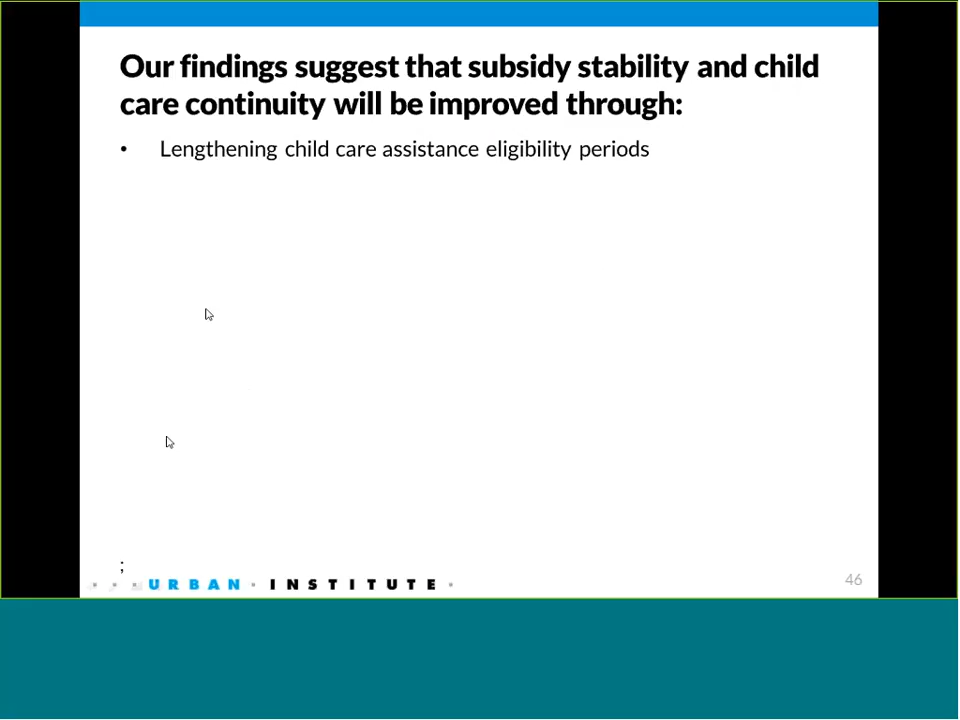 Our findings suggest that subsidy stability and child
care continuity will be improved through:
• Lengthening child care assistance eligibility periods
;
URBAN INSTITUTE
46